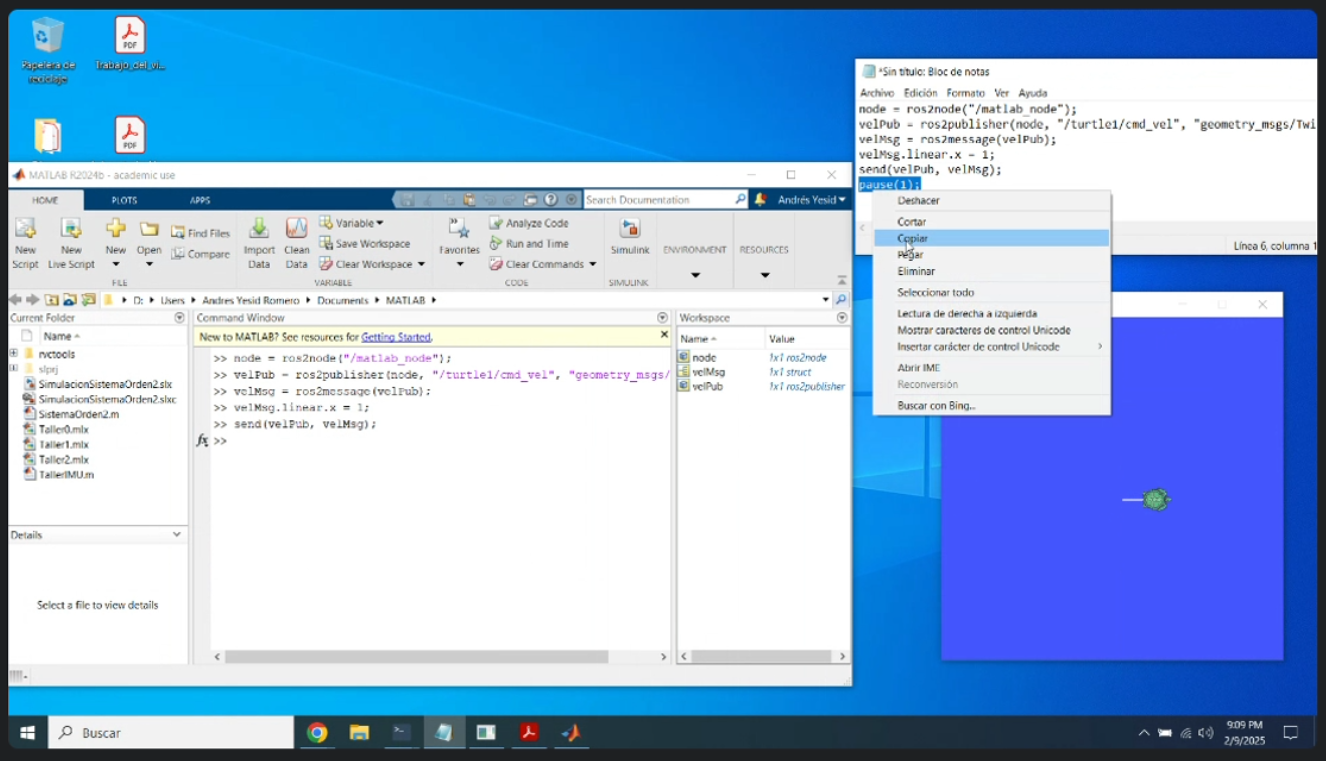 Papelera de
reciclaje
PDF
Trabajo_del_vi...
PDF
*Sin título: Bloc de notas
Archivo Edición Formato Ver Ayuda
node = ros2node("/matlab_node");
velPub = ros2publisher(node, "/turtle1/cmd_vel", "geometry_msgs/Twi
velMsg = ros2message(velPub);
velMsg.linear.x = 1;
send(velPub, velMsg);
pause(1);
Línea 6, columna 1
Deshacer
Cortar
Copiar
Pegar
Eliminar
Seleccionar todo
Lectura de derecha a izquierda
Mostrar caracteres de control Unicode
Insertar carácter de control Unicode
Abrir IME
Reconversión
Buscar con Bing...
MATLAB R2024b - academic use
HOME PLOTS APPS
Search Documentation
Andrés Yesid
New Script
New Live Script
New
Open
Find Files
Compare
Import Data
Clean Data
Variable
Save Workspace
Clear Workspace
Favorites
Analyze Code
Run and Time
Clear Commands
Simulink
ENVIRONMENT
RESOURCES
FILE VARIABLE CODE SIMULINK
D: Users Andres Yesid Romero Documents MATLAB
Current Folder
Name
rvctools
slprj
SimulacionSistemaOrden2.slx
SimulacionSistemaOrden2.slxc
SistemaOrden2.m
Taller0.mlx
Taller1.mlx
Taller2.mlx
TallerIMU.m
Details
Select a file to view details
Command Window
New to MATLAB? See resources for Getting Started.
>> node = ros2node("/matlab_node");
>> velPub = ros2publisher(node, "/turtle1/cmd_vel", "geometry_msgs/
>> velMsg = ros2message(velPub);
>> velMsg.linear.x = 1;
>> send(velPub, velMsg);
fx >>
Workspace
Name Value
node 1x1 ros2node
velMsg 1x1 struct
velPub 1x1 ros2publisher
Buscar
9:09 PM
2/9/2025